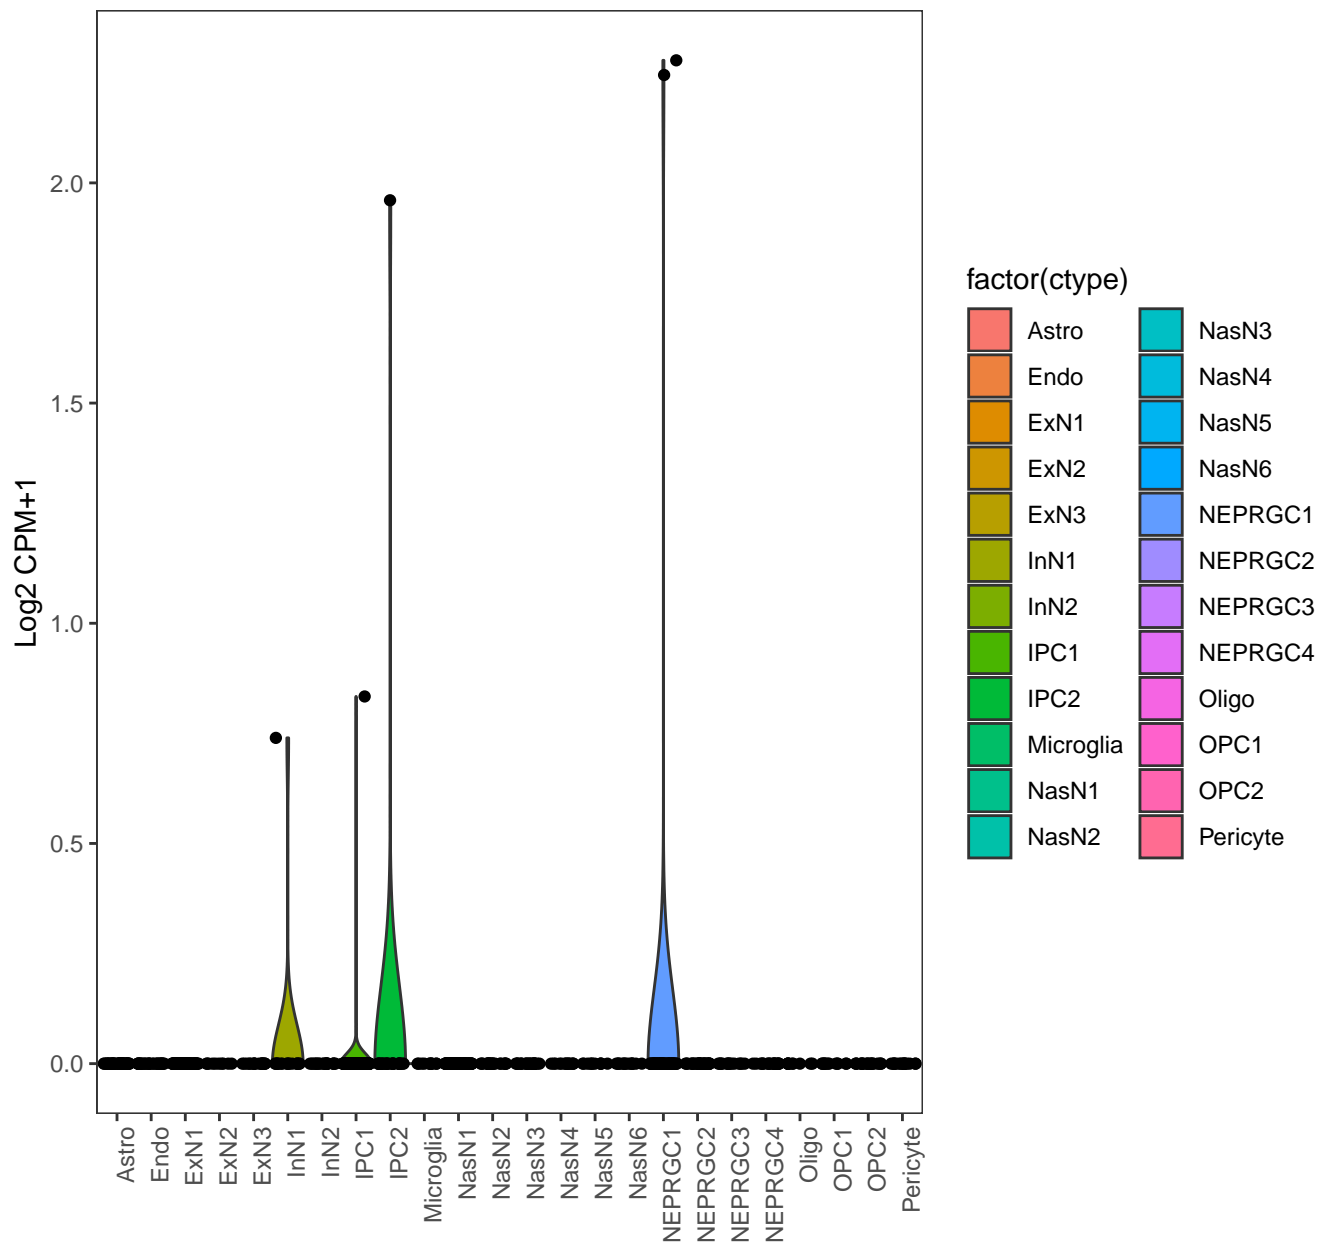 Log2 CPM+1
2.0
1.5
1.0
0.5
0.0
Astro
Endo
ExN1
ExN2
ExN3
InN1
InN2
IPC1
IPC2
Microglia
NasN1
NasN2
NasN3
NasN4
NasN5
NasN6
NEPRGC1
NEPRGC2
NEPRGC3
NEPRGC4
Oligo
OPC1
OPC2
Pericyte
factor(ctype)
Astro
Endo
ExN1
ExN2
ExN3
InN1
InN2
IPC1
IPC2
Microglia
NasN1
NasN2
NasN3
NasN4
NasN5
NasN6
NEPRGC1
NEPRGC2
NEPRGC3
NEPRGC4
Oligo
OPC1
OPC2
Pericyte